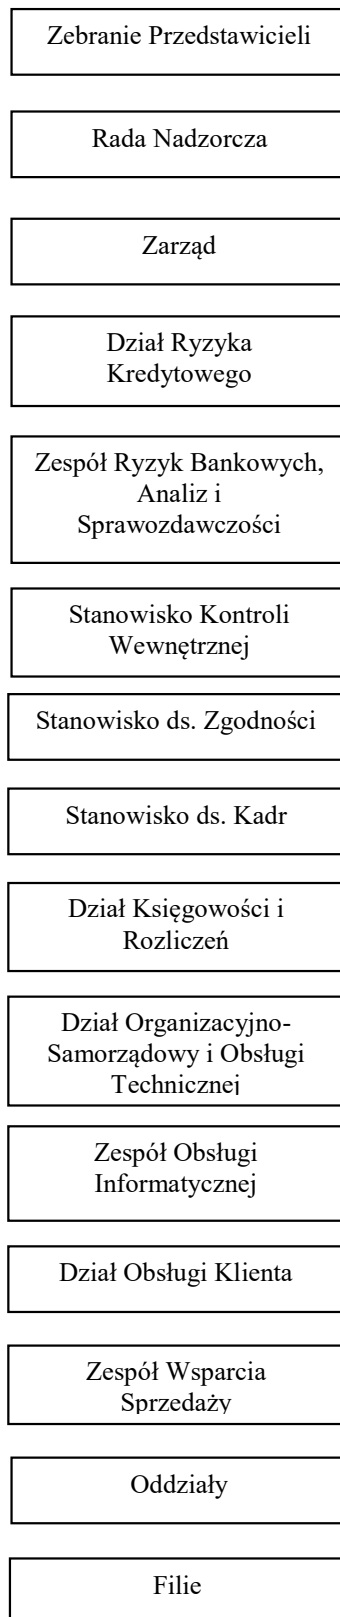 Zebranie Przedstawicieli
Rada Nadzorcza
Zarząd
Dział Ryzyka
Kredytowego
Zespół Ryzyk Bankowych,
Analiz i
Sprawozdawczości
Stanowisko Kontroli
Wewnętrznej
Stanowisko ds. Zgodności
Stanowisko ds. Kadr
Dział Księgowości i
Rozliczeń
Dział Organizacyjno-
Samorządowy i Obsługi
Technicznej
Zespół Obsługi
Informatycznej
Dział Obsługi Klienta
Zespół Wsparcia
Sprzedaży
Oddziały
Filie